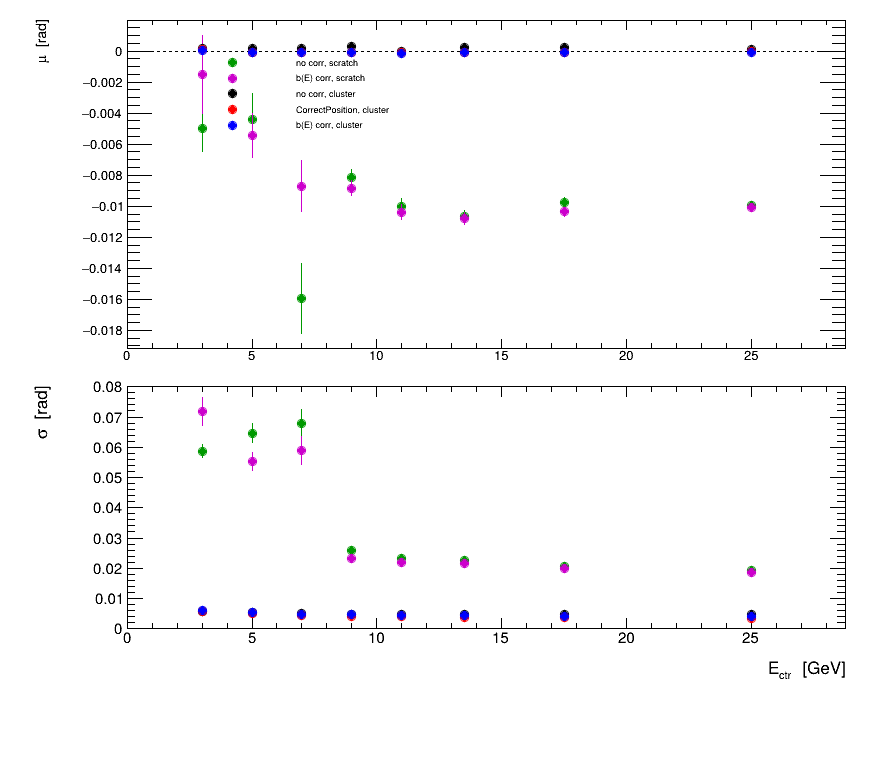 μ [rad]
0
−0.002
−0.004
−0.006
−0.008
−0.01
−0.012
−0.014
−0.016
−0.018
no corr, scratch
b(E) corr, scratch
no corr, cluster
CorrectPosition, cluster
b(E) corr, cluster
0 5 10 15 20 25
σ [rad]
0.08
0.07
0.06
0.05
0.04
0.03
0.02
0.01
0
0 5 10 15 20 25
E_ctr [GeV]